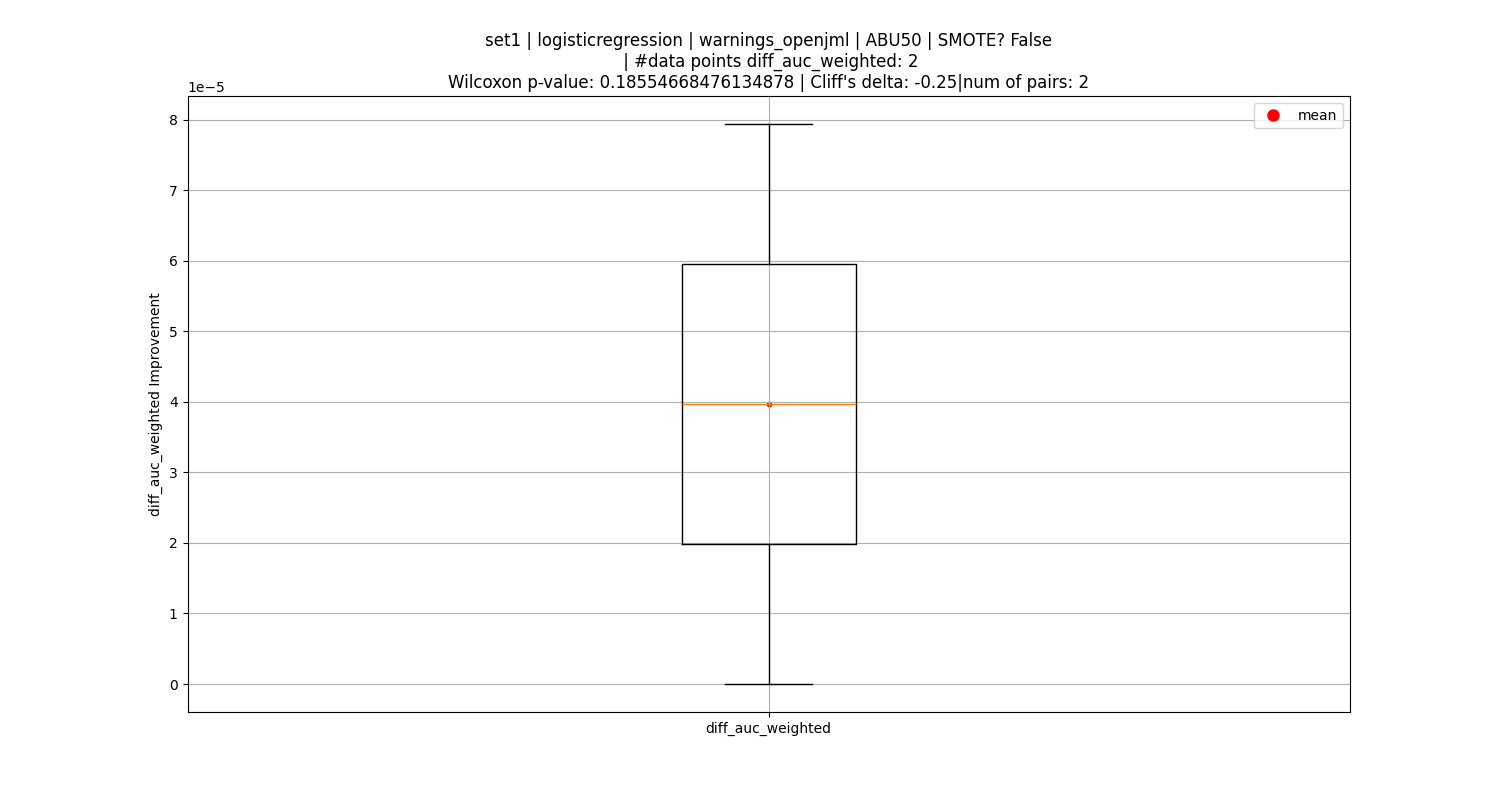 set1 | logisticregression | warnings_openjml | ABU50 | SMOTE? False
| #data points diff_auc_weighted: 2
Wilcoxon p-value: 0.18554668476134878 | Cliff's delta: -0.25|num of pairs: 2
1e−5
mean
8
7
6
5
4
3
2
1
0
diff_auc_weighted Improvement
diff_auc_weighted